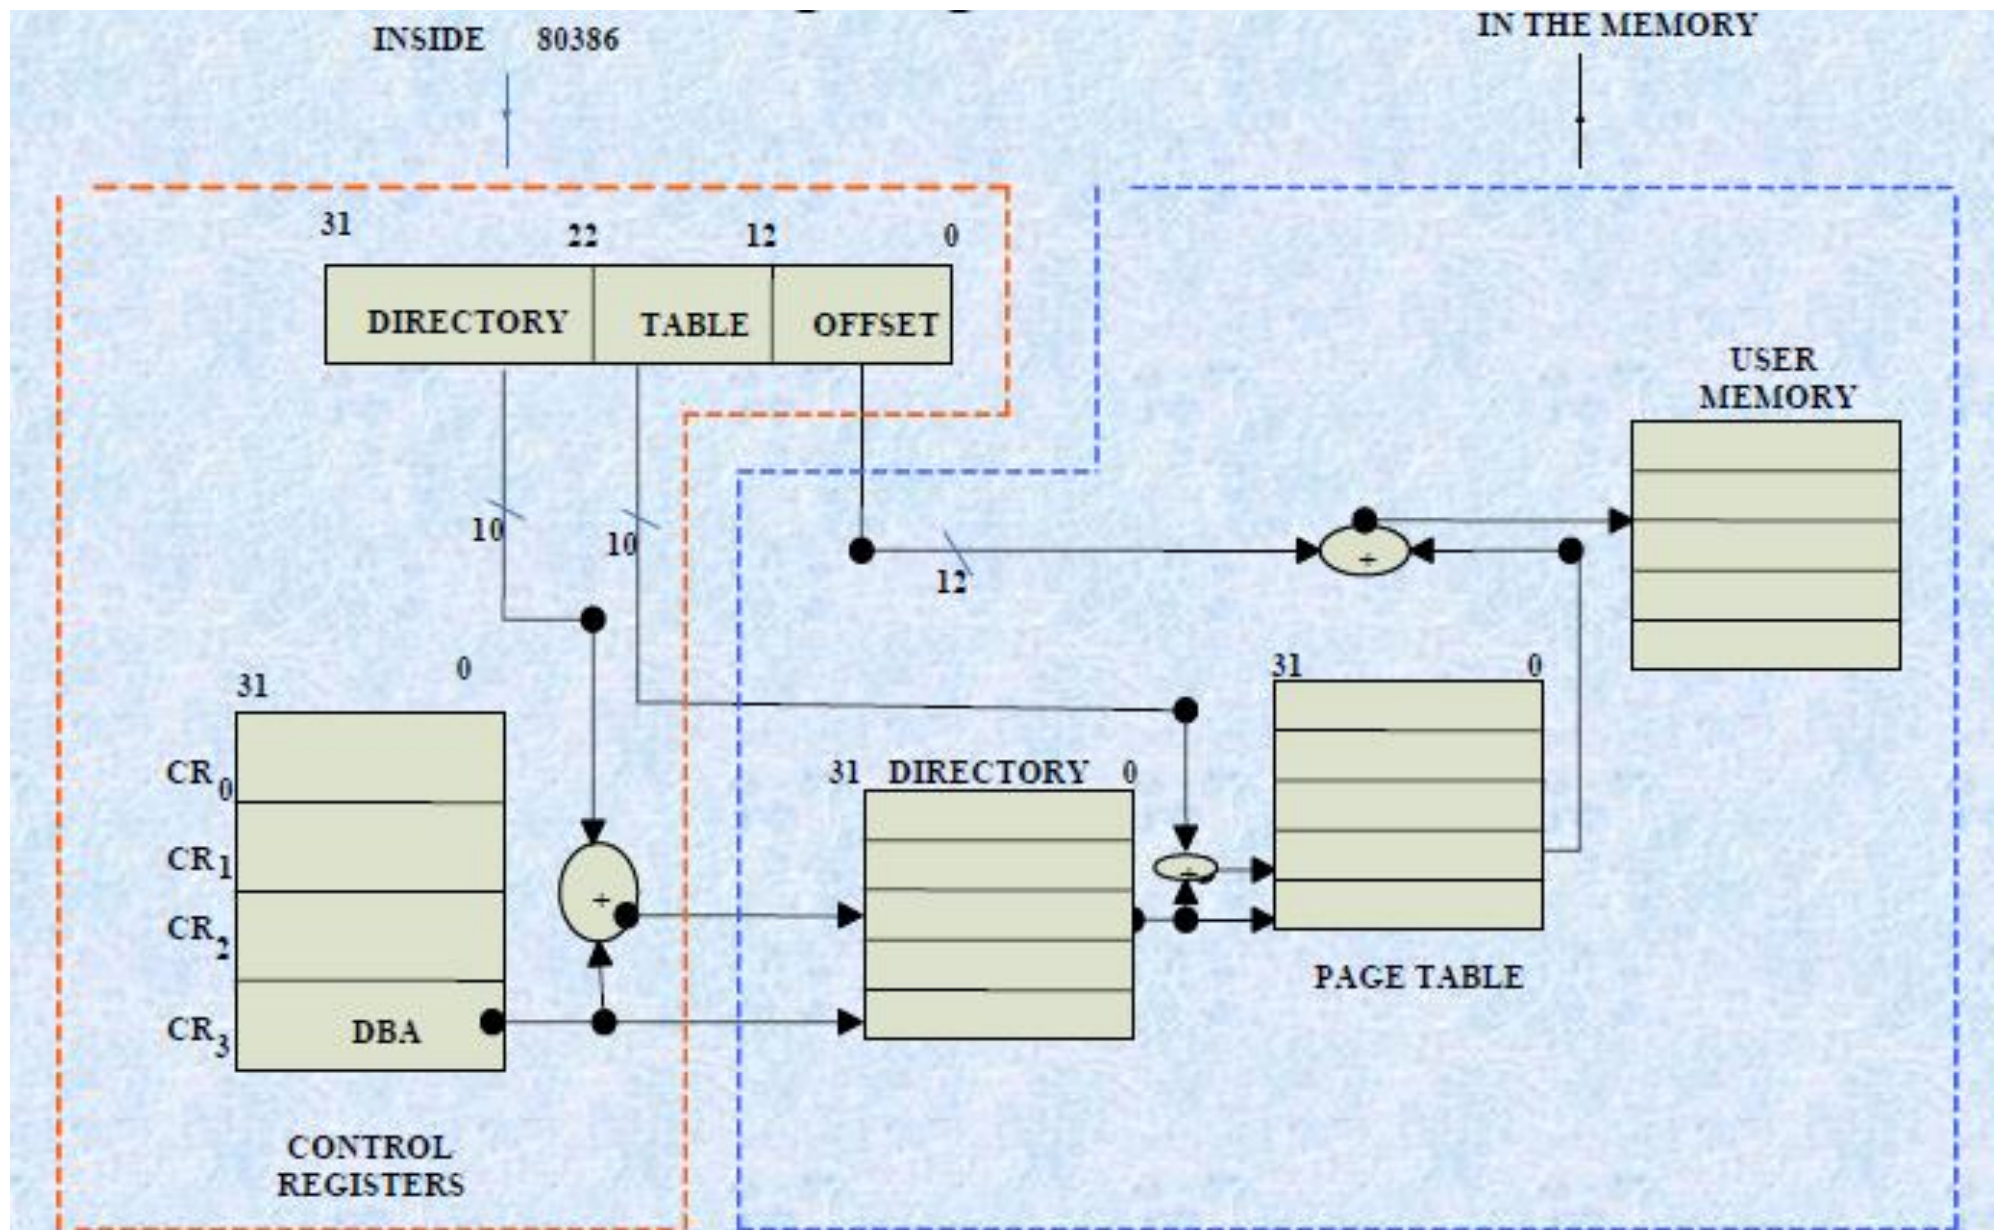 INSIDE 80386
IN THE MEMORY
31 22 12 0
DIRECTORY TABLE OFFSET
USER
MEMORY
10 10
12
31 0
31 0
CR0
CR1
CR2
CR3 DBA
31 DIRECTORY 0
+
+
+
PAGE TABLE
CONTROL
REGISTERS